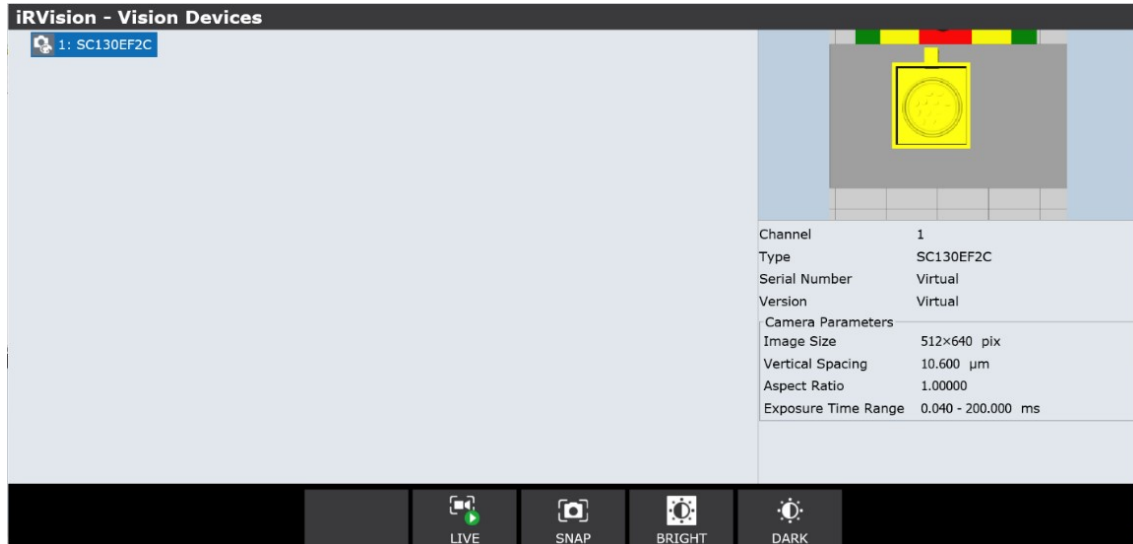 iRVision - Vision Devices
1: SC130EF2C
Channel 1
Type SC130EF2C
Serial Number Virtual
Version Virtual
Camera Parameters
Image Size 512×640 pix
Vertical Spacing 10.600 μm
Aspect Ratio 1.00000
Exposure Time Range 0.040 - 200.000 ms
LIVE SNAP BRIGHT DARK